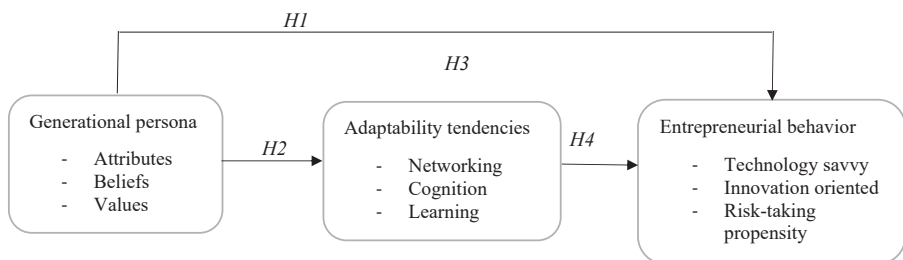 H1
H3
Generational persona
- Attributes
- Beliefs
- Values
H2
Adaptability tendencies
- Networking
- Cognition
- Learning
H4
Entrepreneurial behavior
- Technology savvy
- Innovation oriented
- Risk-taking
propensity